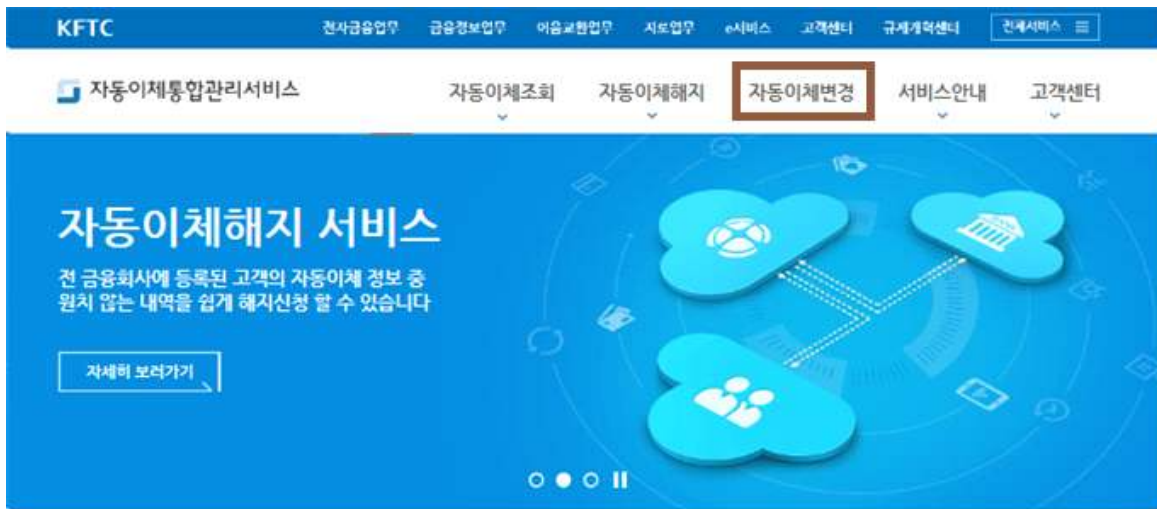 KFTC 전자금융업무 금융정보업무 어음교환업무 지로업무 e서비스 고객센터 규제개혁센터 전체서비스
자동이체통합관리서비스 자동이체조회 자동이체해지 자동이체변경 서비스안내 고객센터
자동이체해지 서비스
전 금융회사에 등록된 고객의 자동이체 정보 중
원치 않는 내역을 쉽게 해지신청 할 수 있습니다
자세히 보러가기